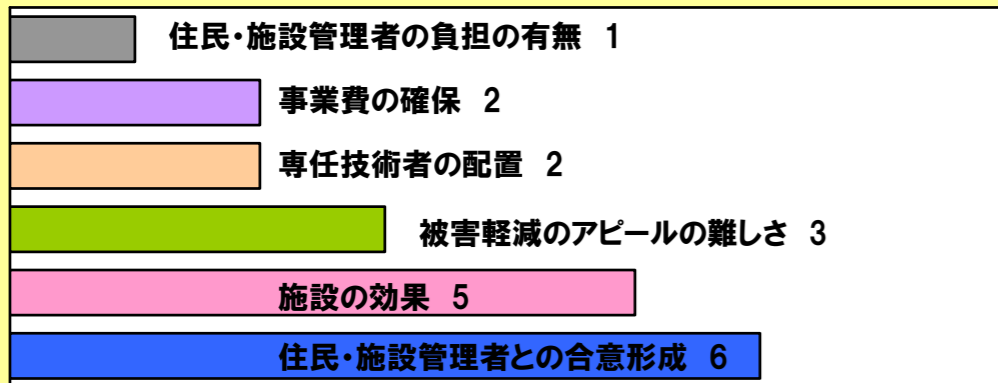 住民・施設管理者の負担の有無 1
事業費の確保 2
専任技術者の配置 2
被害軽減のアピールの難しさ 3
施設の効果 5
住民・施設管理者との合意形成 6